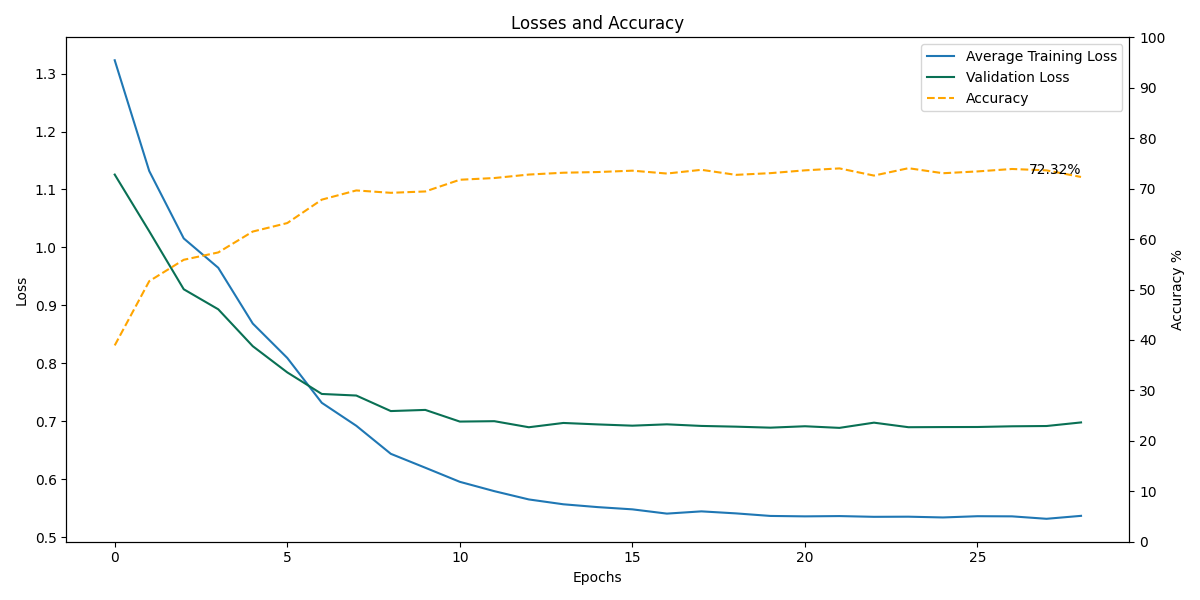 Losses and Accuracy
Average Training Loss
Validation Loss
Accuracy
72.32%
Loss
1.3
1.2
1.1
1.0
0.9
0.8
0.7
0.6
0.5
100
90
80
70
60
50
40
30
20
10
0
Accuracy %
0 5 10 15 20 25
Epochs